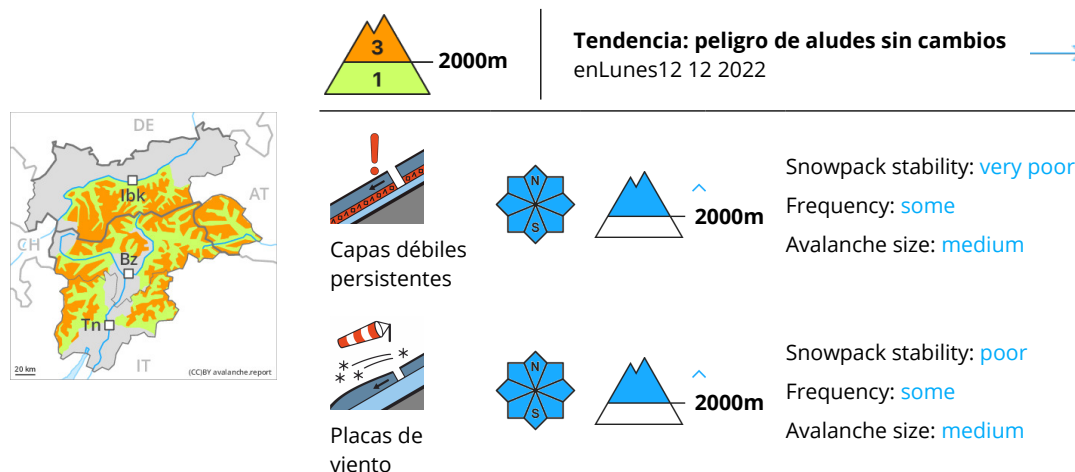 3
1
2000m
Tendencia: peligro de aludes sin cambios
enLunes12 12 2022
DE
Ibk
AT
CH
Bz
Tn
IT
20 km
(CC)BY avalanche.report
N
S
2000m
Capas débiles
persistentes
Snowpack stability: very poor
Frequency: some
Avalanche size: medium
N
S
2000m
Placas de
viento
Snowpack stability: poor
Frequency: some
Avalanche size: medium